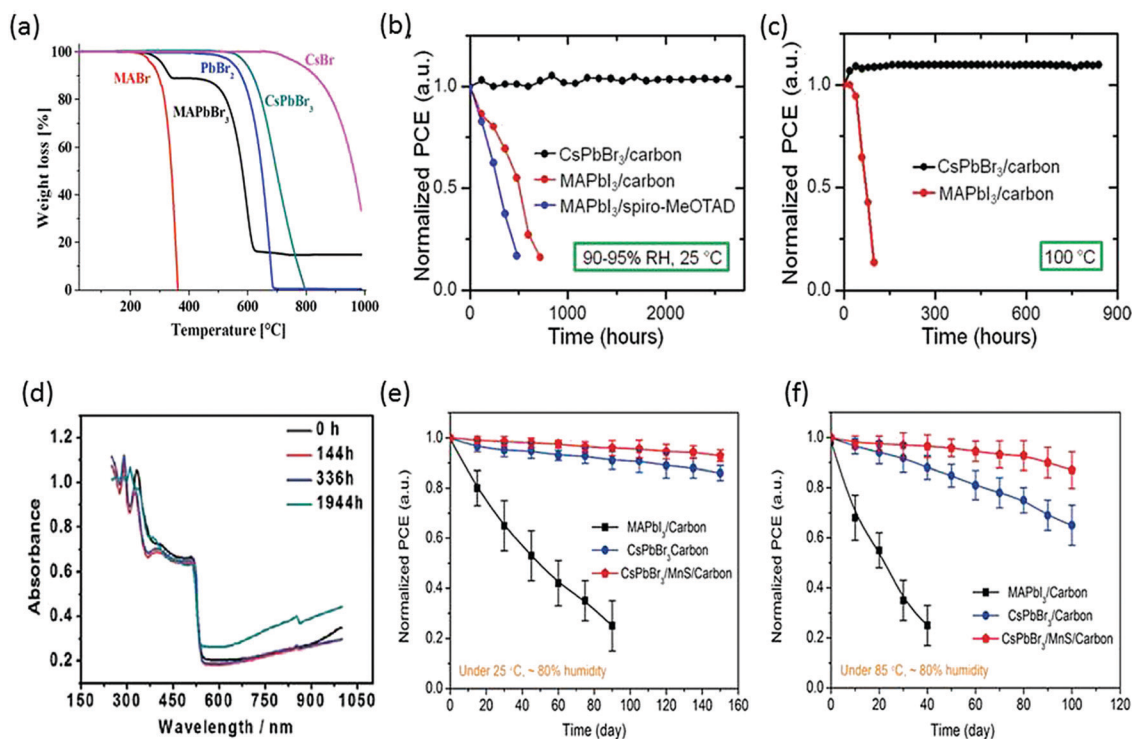 (a)
100
80
60
40
20
0
Weight loss [%]
MABr
MAPbBr3
PbBr2
CsPbBr3
CsBr
200 400 600 800 1000
Temperature [°C]
(b)
1.0
0.5
0.0
Normalized PCE (a.u.)
CsPbBr3/carbon
MAPbI3/carbon
MAPbI3/spiro-MeOTAD
90-95% RH, 25 °C
0 600 1200 1800 2400
Time (hours)
(c)
1.0
0.5
0.0
Normalized PCE (a.u.)
CsPbBr3/carbon
MAPbI3/carbon
100 °C
0 300 600 900
Time (hours)
(d)
1.2
1.0
0.8
0.6
0.4
0.2
Absorbance
0 h
144h
336h
1944h
150 300 450 600 750 900 1050
Wavelength / nm
(e)
1.0
0.8
0.6
0.4
0.2
0.0
Normalized PCE (a.u.)
MAPbI3/Carbon
CsPbBr3Carbon
CsPbBr3/MnS/Carbon
Under 25 °C, ~ 80% humidity
0 20 40 60 80 100 120 140 160
Time (day)
(f)
1.0
0.8
0.6
0.4
0.2
0.0
Normalized PCE (a.u.)
MAPbI3/Carbon
CsPbBr3/Carbon
CsPbBr3/MnS/Carbon
Under 85 °C, ~ 80% humidity
0 20 40 60 80 100 120
Time (day)